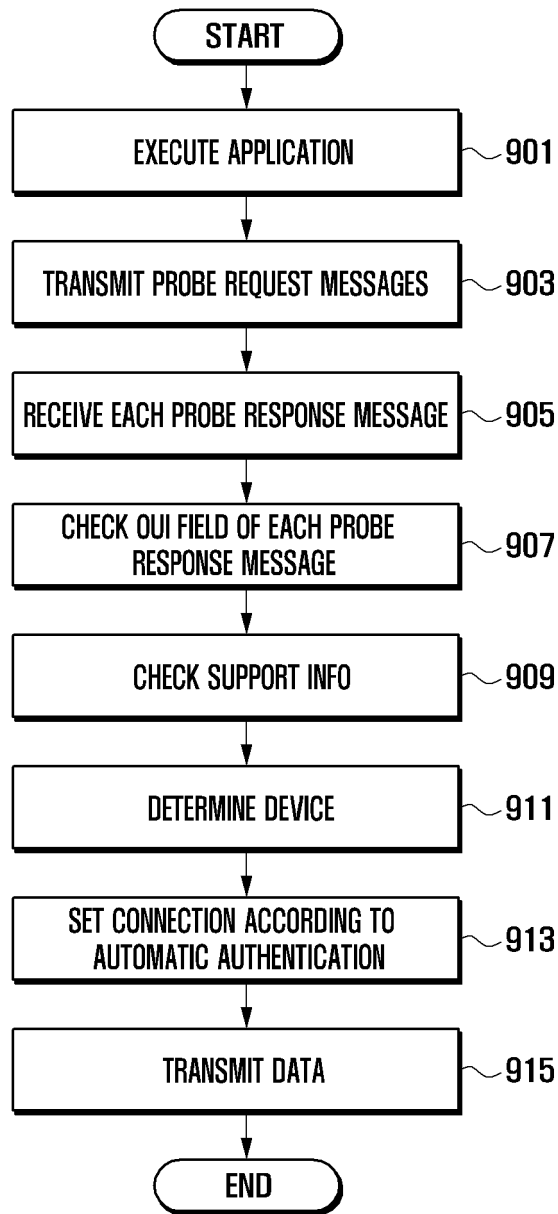 START
EXECUTE APPLICATION
901
TRANSMIT PROBE REQUEST MESSAGES
903
RECEIVE EACH PROBE RESPONSE MESSAGE
905
CHECK OUI FIELD OF EACH PROBE
RESPONSE MESSAGE
907
CHECK SUPPORT INFO
909
DETERMINE DEVICE
911
SET CONNECTION ACCORDING TO
AUTOMATIC AUTHENTICATION
913
TRANSMIT DATA
915
END